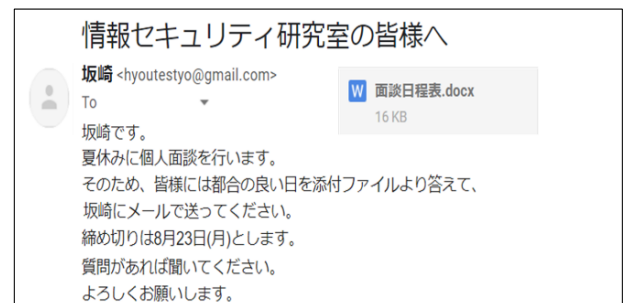 情報セキュリティ研究室の皆様へ
坂崎 <hyoutestyo@gmail.com>
To
W 面談日程表.docx
16 KB
坂崎です。
夏休みに個人面談を行います。
そのため、皆様には都合の良い日を添付ファイルより答えて、
坂崎にメールで送ってください。
締め切りは8月23日(月)とします。
質問があれば聞いてください。
よろしくお願いします。